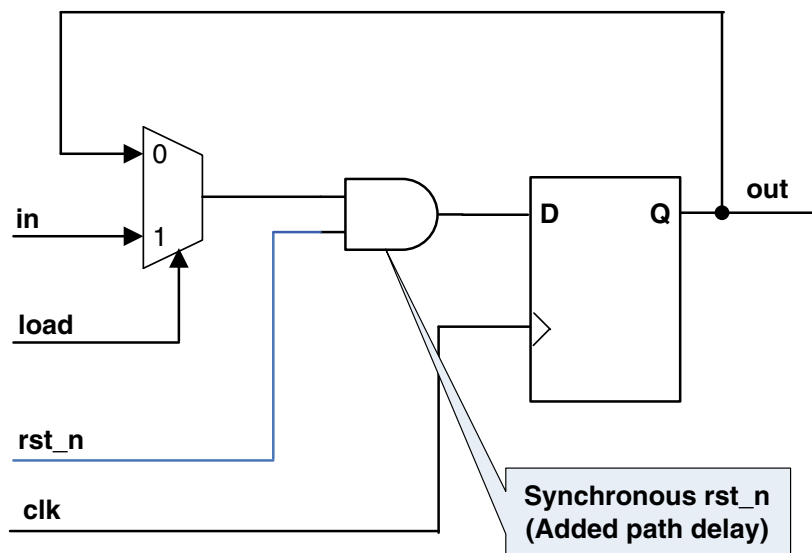 0
in
1
D
Q
out
load
rst_n
clk
Synchronous rst_n
(Added path delay)